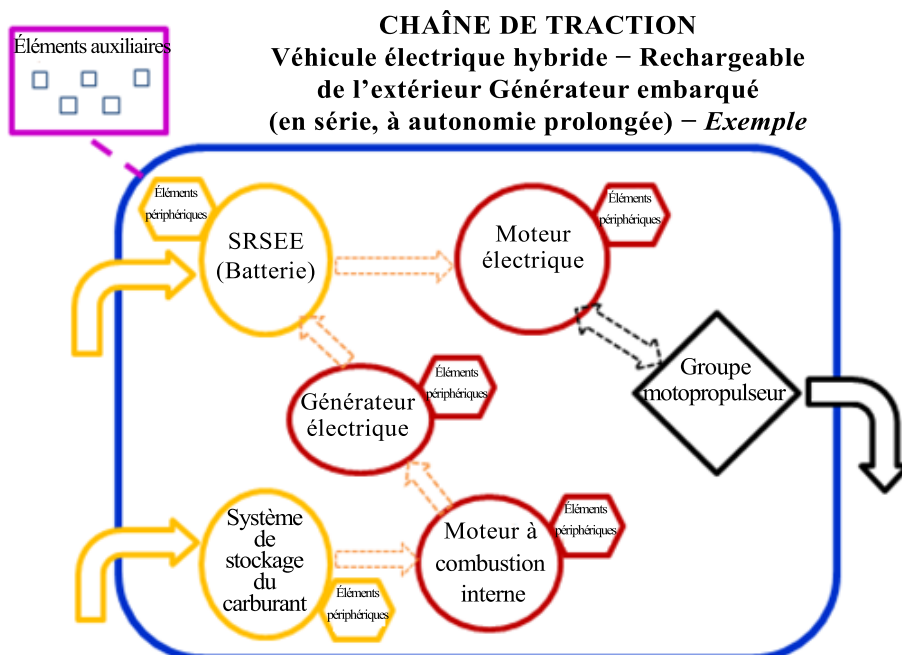 CHAÎNE DE TRACTION
Véhicule électrique hybride – Rechargeable
de l’extérieur Générateur embarqué
(en série, à autonomie prolongée) – Exemple
Éléments auxiliaires
Éléments
périphériques
SRSEE
(Batterie)
Moteur
électrique
Éléments
périphériques
Générateur
électrique
Éléments
périphériques
Groupe
motopropulseur
Système
de
stockage
du
carburant
Éléments
périphériques
Moteur à
combustion
interne
Éléments
périphériques